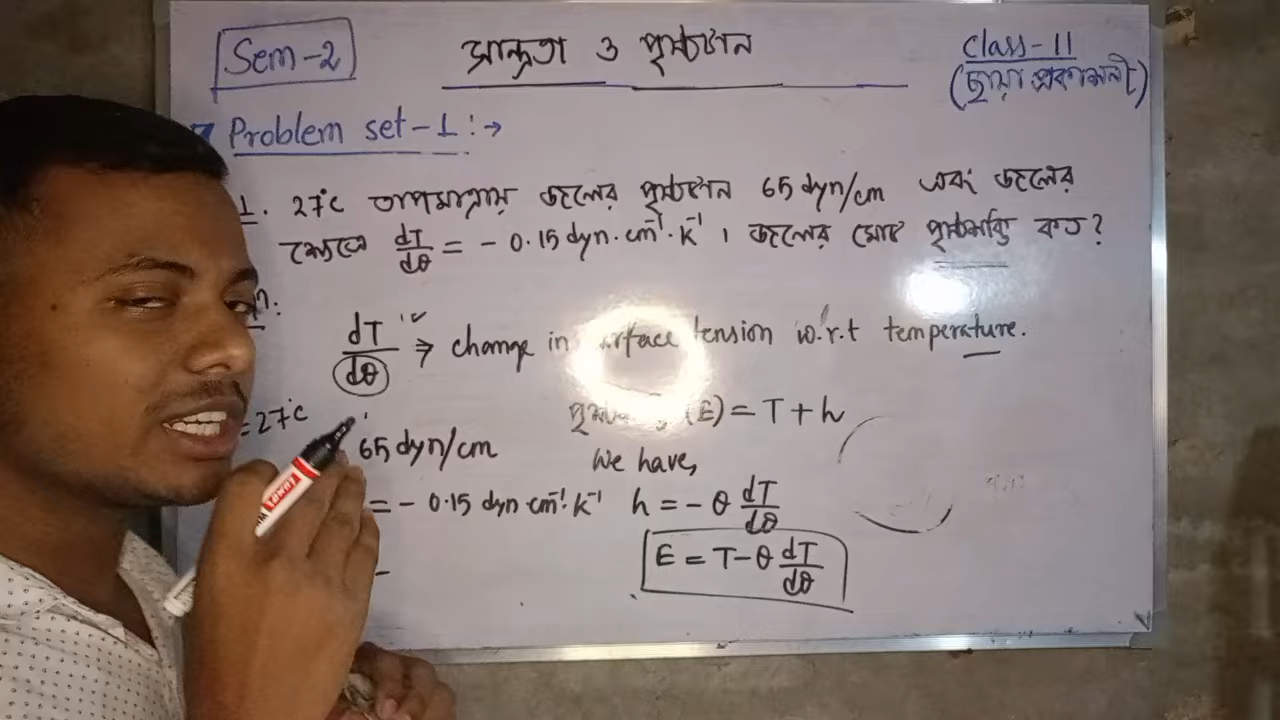 Sem-2
সান্দ্রতা ও পৃষ্ঠটান
class-11
(ছায়া প্রকাশনী)
Problem set-1:→
1. 27°c তাপমাত্রায় জলের পৃষ্ঠটান 65 dyn/cm এবং জলের
ক্ষেত্রে dT/dθ = - 0.15 dyn. cm⁻¹. K⁻¹। জলের মোট পৃষ্ঠশক্তি কত?
n:
dT/dθ ⇒ change in surface tension w.r.t temperature.
= 27°c
(E) = T + h
65 dyn/cm
We have,
= - 0.15 dyn cm⁻¹. K⁻¹
h = - θ dT/dθ
E = T - θ dT/dθ